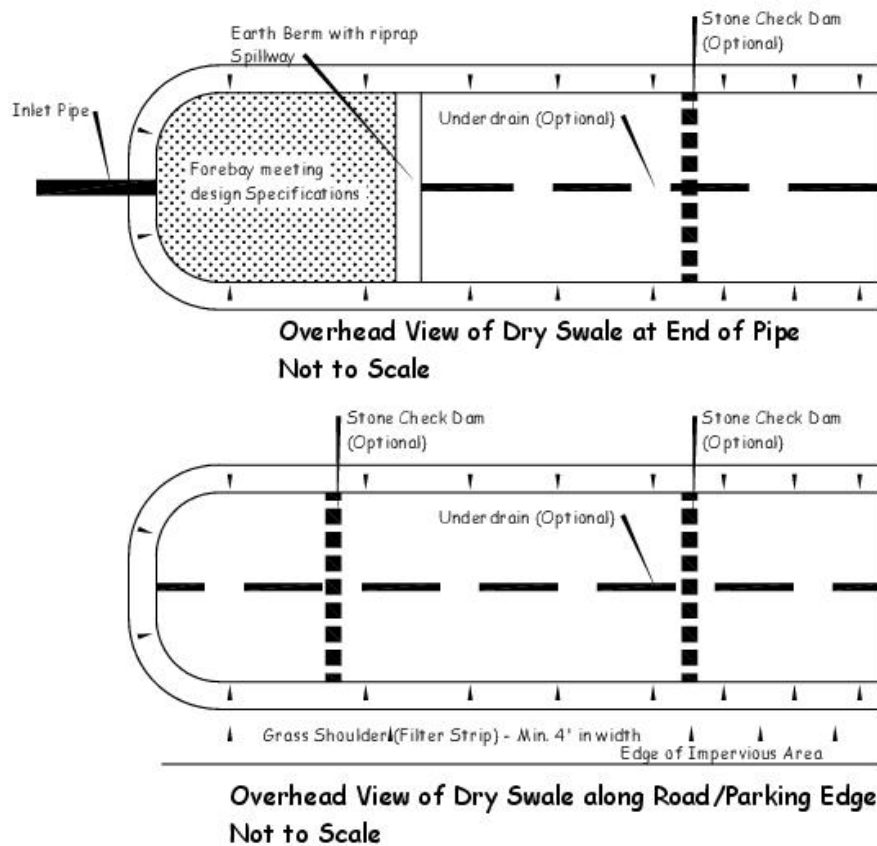 Stone Check Dam
(Optional)
Earth Berm with riprap
Spillway
Inlet Pipe
Underdrain (Optional)
Forebay meeting
design Specifications
Overhead View of Dry Swale at End of Pipe
Not to Scale
Stone Check Dam
(Optional)
Stone Check Dam
(Optional)
Underdrain (Optional)
Grass Shoulder (Filter Strip) - Min. 4' in width
Edge of Impervious Area
Overhead View of Dry Swale along Road/Parking Edge
Not to Scale